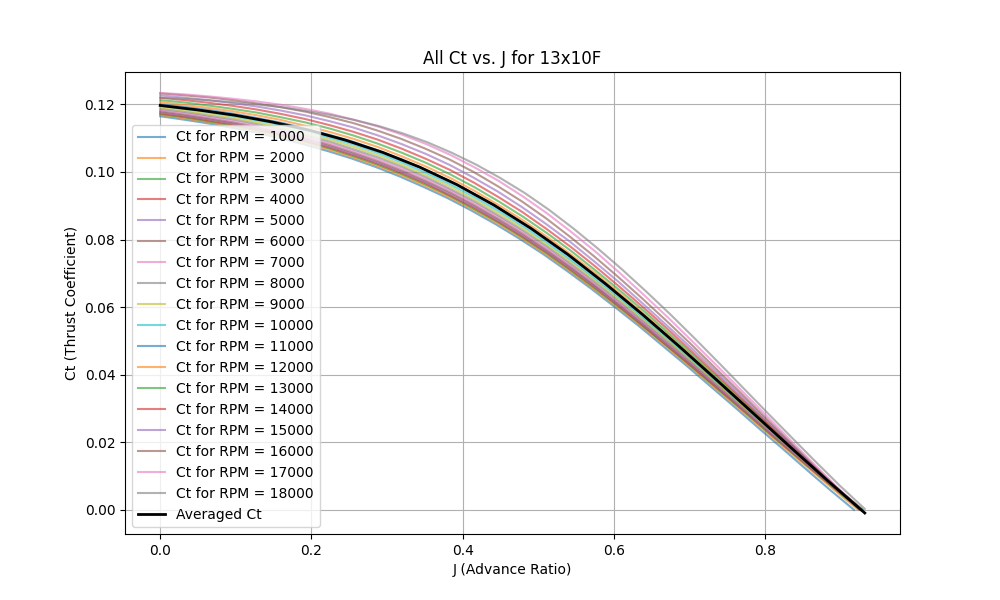 All Ct vs. J for 13x10F
Ct (Thrust Coefficient)
0.12
0.10
0.08
0.06
0.04
0.02
0.00
Ct for RPM = 1000
Ct for RPM = 2000
Ct for RPM = 3000
Ct for RPM = 4000
Ct for RPM = 5000
Ct for RPM = 6000
Ct for RPM = 7000
Ct for RPM = 8000
Ct for RPM = 9000
Ct for RPM = 10000
Ct for RPM = 11000
Ct for RPM = 12000
Ct for RPM = 13000
Ct for RPM = 14000
Ct for RPM = 15000
Ct for RPM = 16000
Ct for RPM = 17000
Ct for RPM = 18000
Averaged Ct
0.0 0.2 0.4 0.6 0.8
J (Advance Ratio)